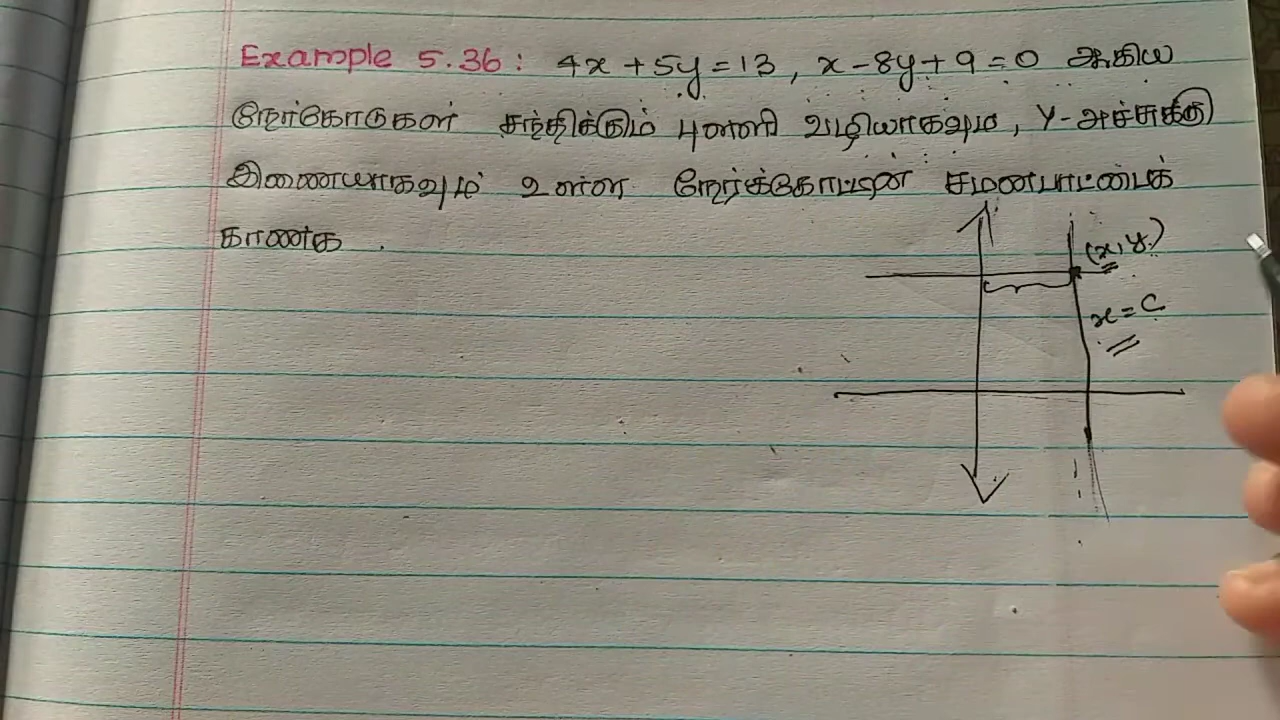 Example 5.36 : 4x + 5y = 13 , x - 8y + 9 = 0 ஆகிய
நேர்கோடுகள் சந்திக்கும் புள்ளி வழியாகவும் , Y-அச்சுக்கு
இணையாகவும் உள்ள நேர்க்கோட்டின் சமன்பாட்டைக்
காண்க .
(x, y)
x = C